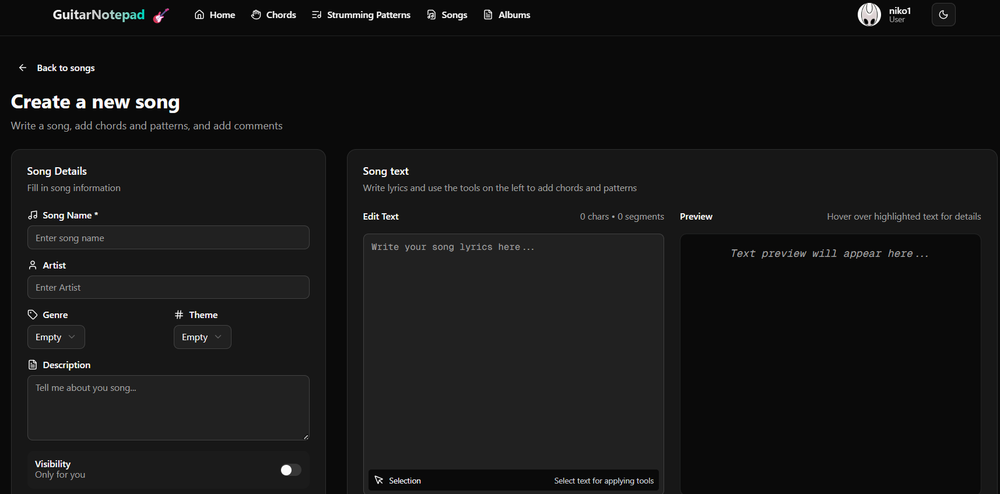 GuitarNotepad
Home
Chords
Strumming Patterns
Songs
Albums
niko1
User
Back to songs
Create a new song
Write a song, add chords and patterns, and add comments
Song Details
Fill in song information
Song Name *
Enter song name
Artist
Enter Artist
Genre
Theme
Empty
Empty
Description
Tell me about you song...
Visibility
Only for you
Song text
Write lyrics and use the tools on the left to add chords and patterns
Edit Text
0 chars • 0 segments
Write your song lyrics here...
Selection
Select text for applying tools
Preview
Hover over highlighted text for details
Text preview will appear here...